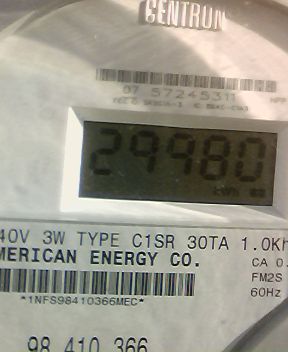 CENTRON
07 57245311
29980
kWh
40V 3W TYPE C1SR 30TA 1.0Kh
MERICAN ENERGY CO.
CA 0.
FM2S
60Hz
*1NFS98410366MEC*
98 410 366